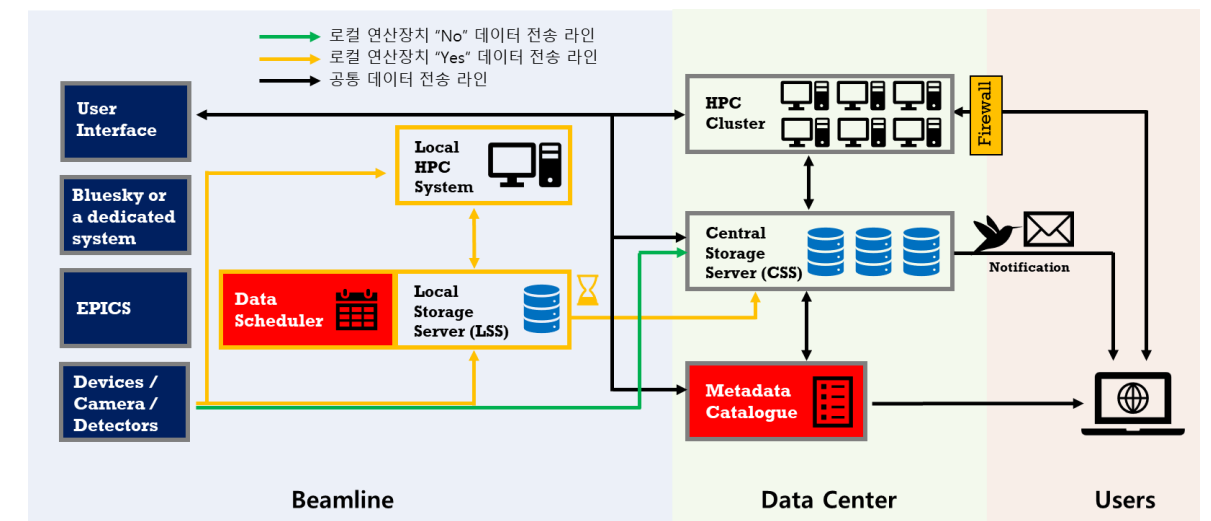 로컬 연산장치 “No” 데이터 전송 라인
로컬 연산장치 “Yes” 데이터 전송 라인
공통 데이터 전송 라인
User
Interface
Bluesky or
a dedicated
system
EPICS
Devices /
Camera /
Detectors
Local
HPC
System
Data
Scheduler
Local
Storage
Server (LSS)
HPC
Cluster
Central
Storage
Server (CSS)
Metadata
Catalogue
Firewall
Notification
Beamline
Data Center
Users